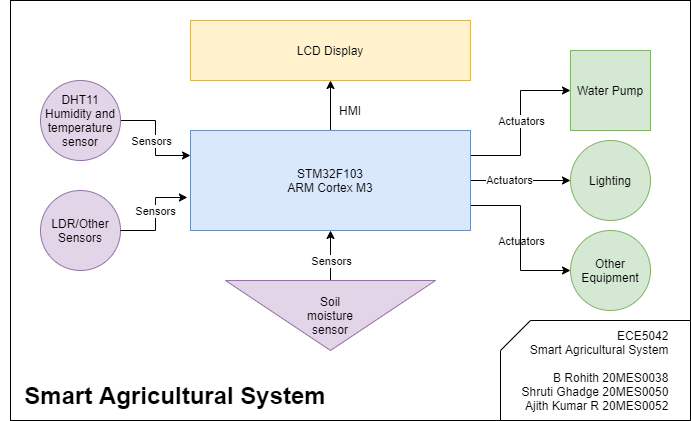 LCD Display
HMI
DHT11
Humidity and
temperature
sensor
Sensors
STM32F103
ARM Cortex M3
LDR/Other
Sensors
Sensors
Sensors
Soil
moisture
sensor
Actuators
Water Pump
Actuators
Lighting
Actuators
Other
Equipment
Smart Agricultural System
ECE5042
Smart Agricultural System
B Rohith 20MES0038
Shruti Ghadge 20MES0050
Ajith Kumar R 20MES0052